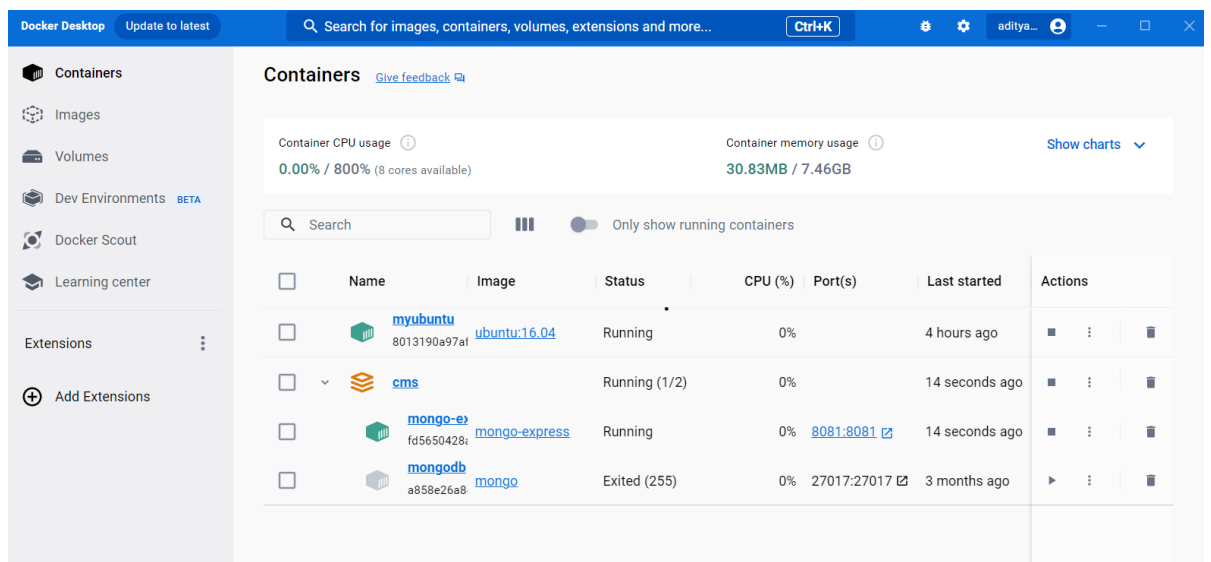 Docker Desktop Update to latest Search for images, containers, volumes, extensions and more... Ctrl+K aditya...
Containers
Images
Volumes
Dev Environments BETA
Docker Scout
Learning center
Extensions
Add Extensions
Containers Give feedback
Container CPU usage
0.00% / 800% (8 cores available)
Container memory usage
30.83MB / 7.46GB
Show charts
Search Only show running containers
Name Image Status CPU (%) Port(s) Last started Actions
myubuntu
8013190a97af ubuntu:16.04 Running 0% 4 hours ago
cms Running (1/2) 0% 14 seconds ago
mongo-ex
fd5650428a mongo-express Running 0% 8081:8081 14 seconds ago
mongodb
a858e26a8 mongo Exited (255) 0% 27017:27017 3 months ago